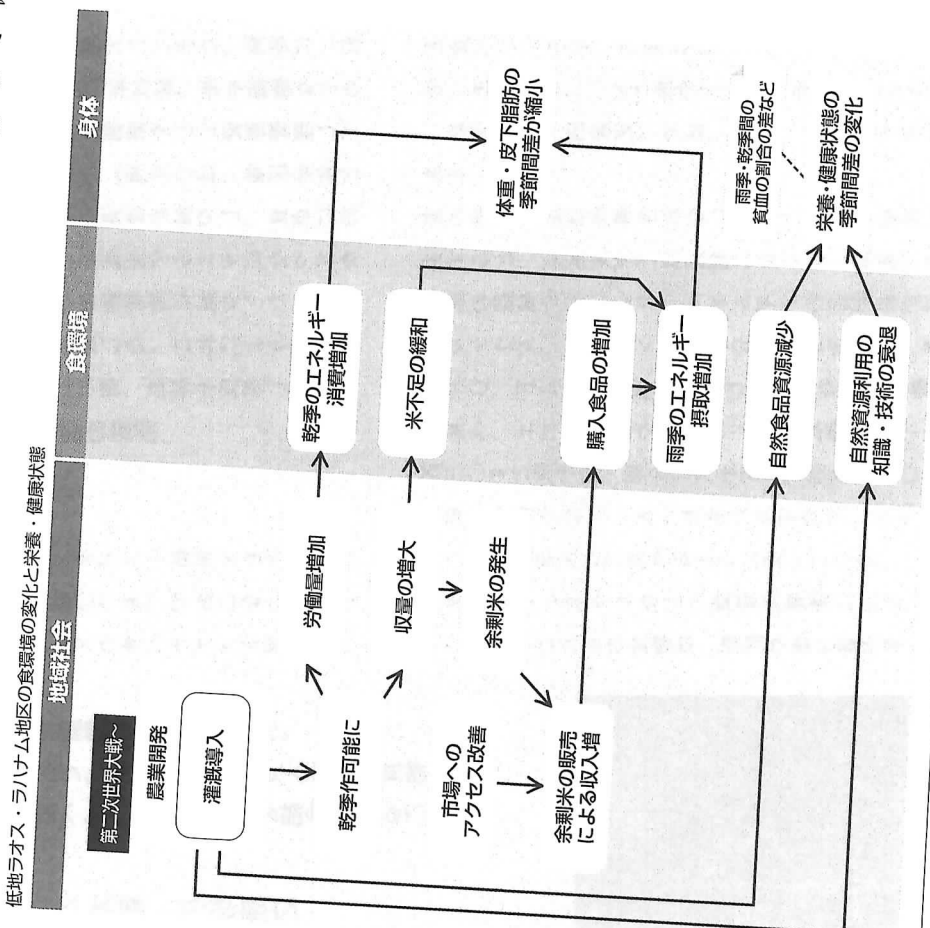 低地ラオス・ラハナム地区の食環境の変化と栄養・健康状態
地域社会
食環境
身体
第二次世界大戦～
農業開発
灌漑導入
乾季作可能に
労働量増加
収量の増大
余剰米の発生
市場への
アクセス改善
余剰米の販売
による収入増
乾季のエネルギー
消費増加
米不足の緩和
購入食品の増加
雨季のエネルギー
摂取増加
自然食品資源減少
自然資源利用の
知識・技術の衰退
体重・皮下脂肪の
季節間差が縮小
雨季・乾季間の
貧血の割合の差など
栄養・健康状態の
季節間差の変化